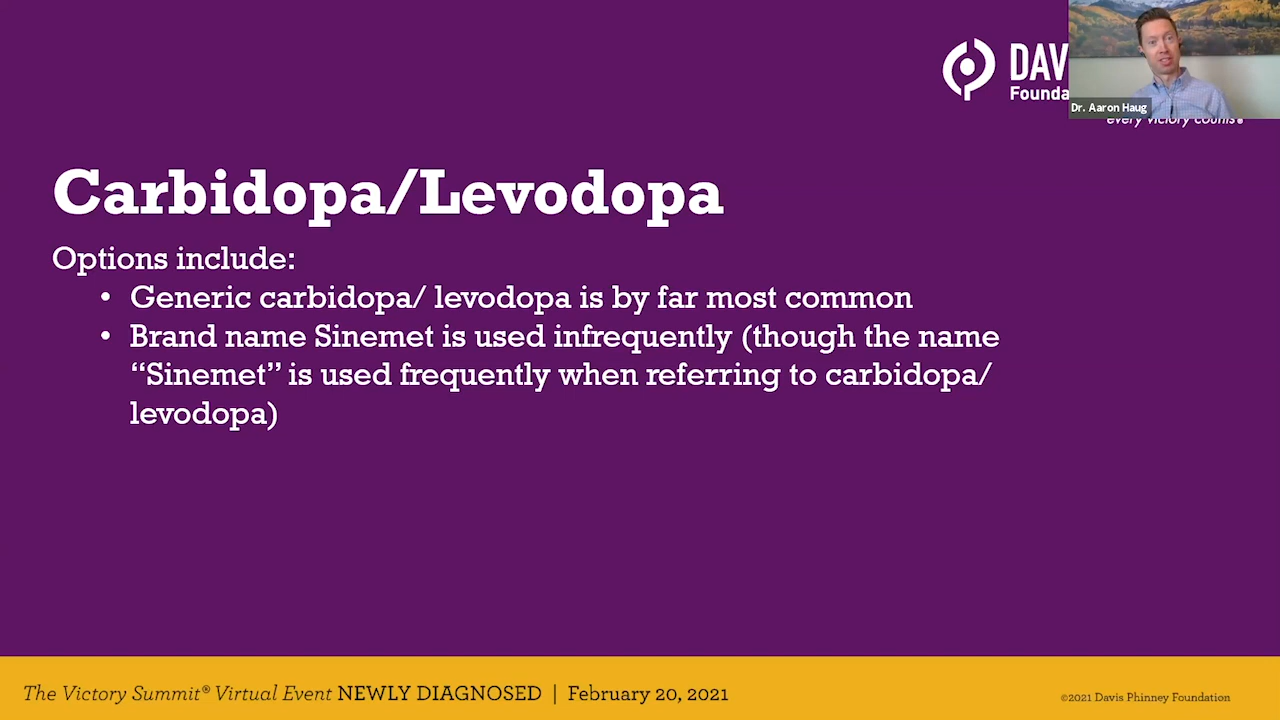 DAV
Founda
Dr. Aaron Haug
every victory counts®
Carbidopa/Levodopa
Options include:
• Generic carbidopa/ levodopa is by far most common
• Brand name Sinemet is used infrequently (though the name
“Sinemet” is used frequently when referring to carbidopa/
levodopa)
The Victory Summit® Virtual Event NEWLY DIAGNOSED | February 20, 2021
©2021 Davis Phinney Foundation